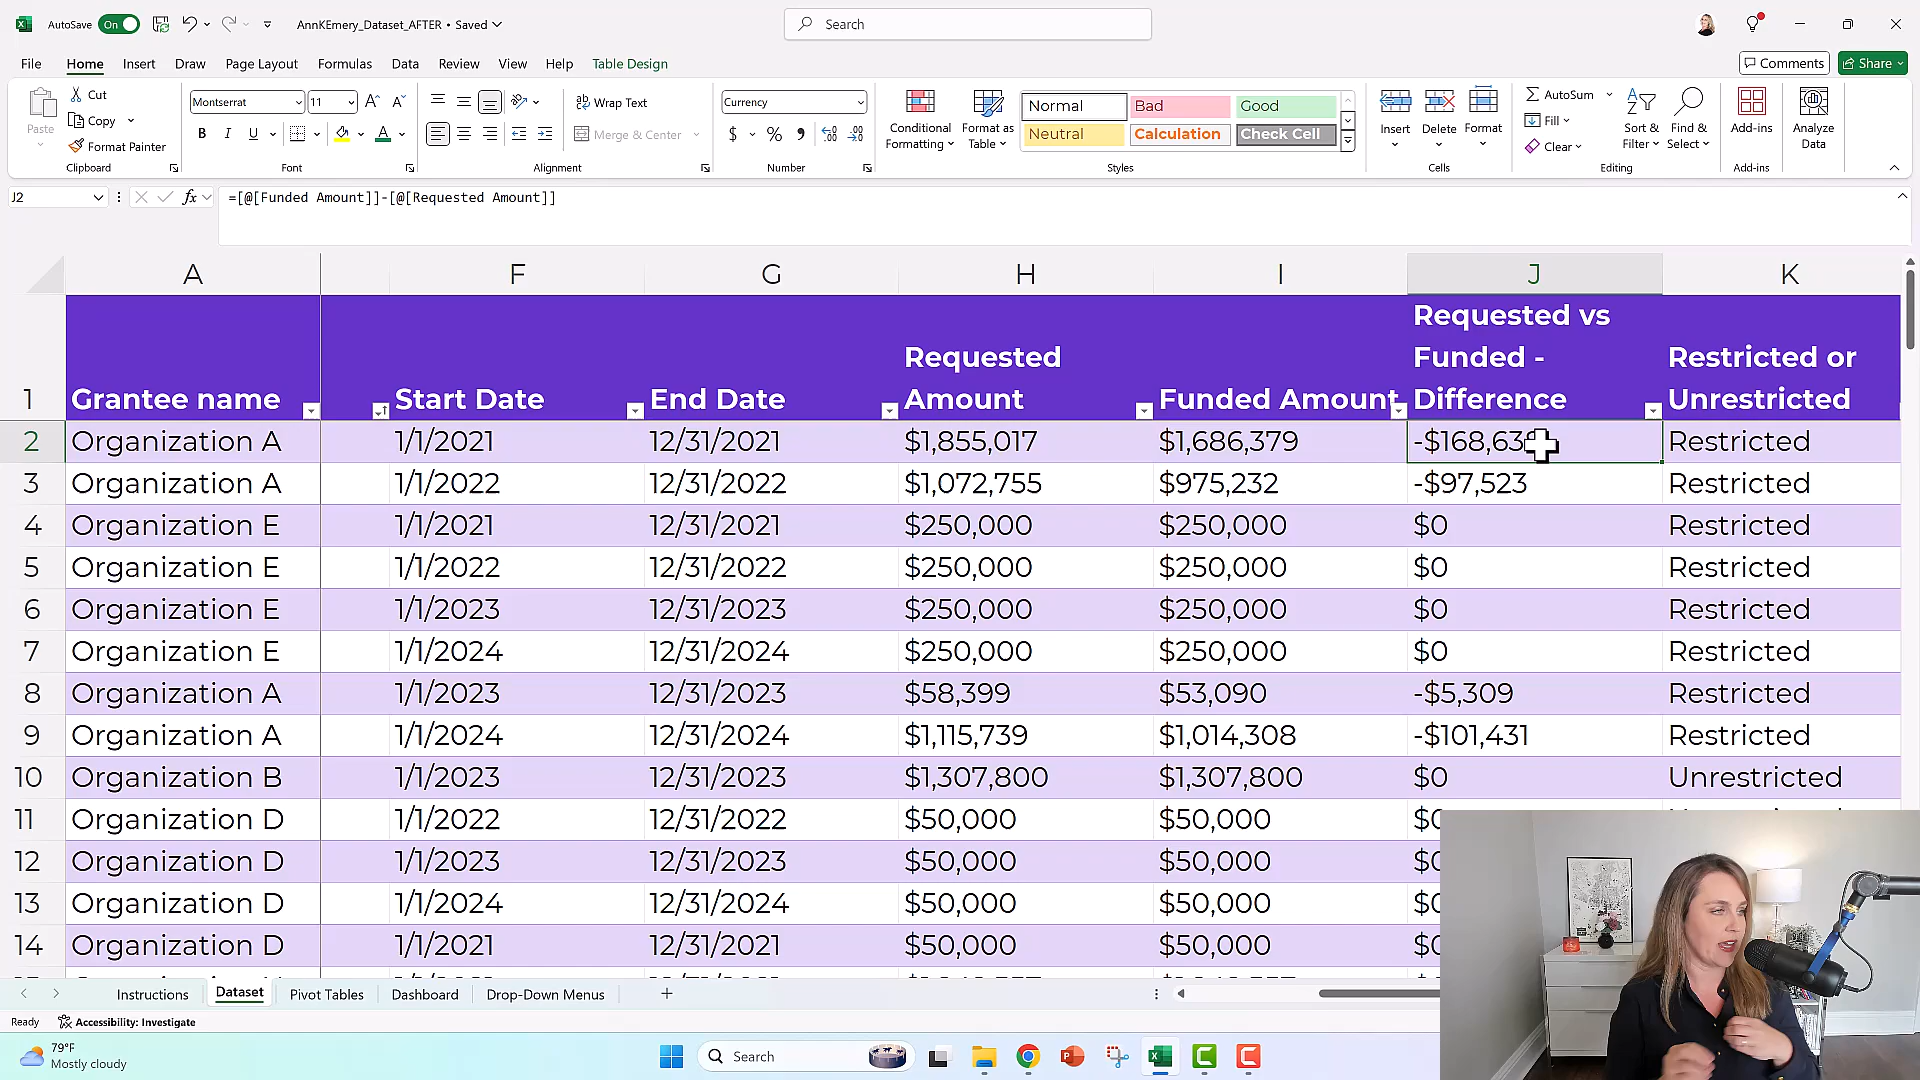 AutoSave On AnnKEmery_Dataset_AFTER • Saved Search
File Home Insert Draw Page Layout Formulas Data Review View Help Table Design Comments Share
Paste Cut Copy Format Painter Clipboard
Montserrat 11 B I U A Font
ab Wrap Text Merge & Center Alignment
Currency $ % , Number
Conditional Formatting Format as Table
Normal Bad Good
Neutral Calculation Check Cell
Styles
Insert Delete Format Cells
AutoSum Fill Clear Sort & Filter Find & Select Editing
Add-ins Add-ins
Analyze Data
J2 fx =[@[Funded Amount]]-[@[Requested Amount]]
A F G H I J K
1 Grantee name Start Date End Date Requested Amount Funded Amount Requested vs Funded - Difference Restricted or Unrestricted
2 Organization A 1/1/2021 12/31/2021 $1,855,017 $1,686,379 -$168,63 Restricted
3 Organization A 1/1/2022 12/31/2022 $1,072,755 $975,232 -$97,523 Restricted
4 Organization E 1/1/2021 12/31/2021 $250,000 $250,000 $0 Restricted
5 Organization E 1/1/2022 12/31/2022 $250,000 $250,000 $0 Restricted
6 Organization E 1/1/2023 12/31/2023 $250,000 $250,000 $0 Restricted
7 Organization E 1/1/2024 12/31/2024 $250,000 $250,000 $0 Restricted
8 Organization A 1/1/2023 12/31/2023 $58,399 $53,090 -$5,309 Restricted
9 Organization A 1/1/2024 12/31/2024 $1,115,739 $1,014,308 -$101,431 Restricted
10 Organization B 1/1/2023 12/31/2023 $1,307,800 $1,307,800 $0 Unrestricted
11 Organization D 1/1/2022 12/31/2022 $50,000 $50,000 $0
12 Organization D 1/1/2023 12/31/2023 $50,000 $50,000 $0
13 Organization D 1/1/2024 12/31/2024 $50,000 $50,000 $0
14 Organization D 1/1/2021 12/31/2021 $50,000 $50,000 $0
Instructions Dataset Pivot Tables Dashboard Drop-Down Menus
Ready Accessibility: Investigate
79°F
Mostly cloudy
Search